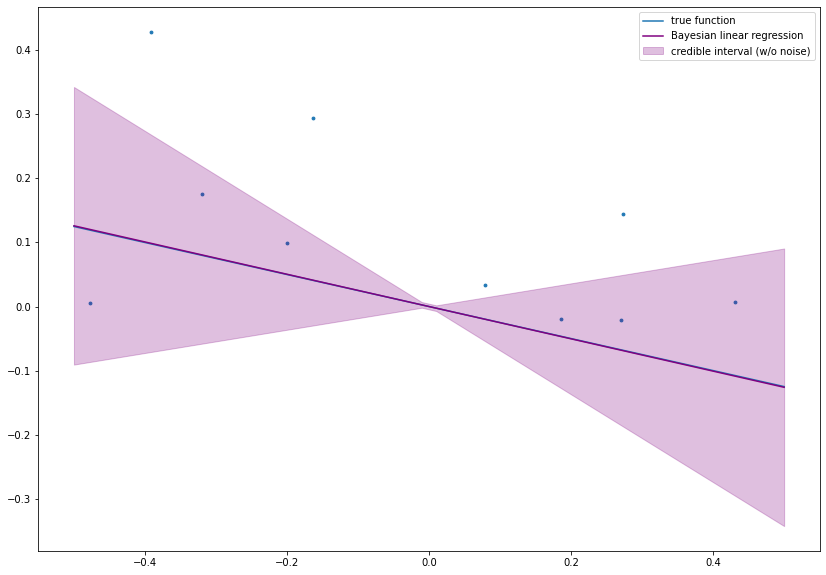 true function
Bayesian linear regression
credible interval (w/o noise)
0.4
0.3
0.2
0.1
0.0
−0.1
−0.2
−0.3
−0.4 −0.2 0.0 0.2 0.4